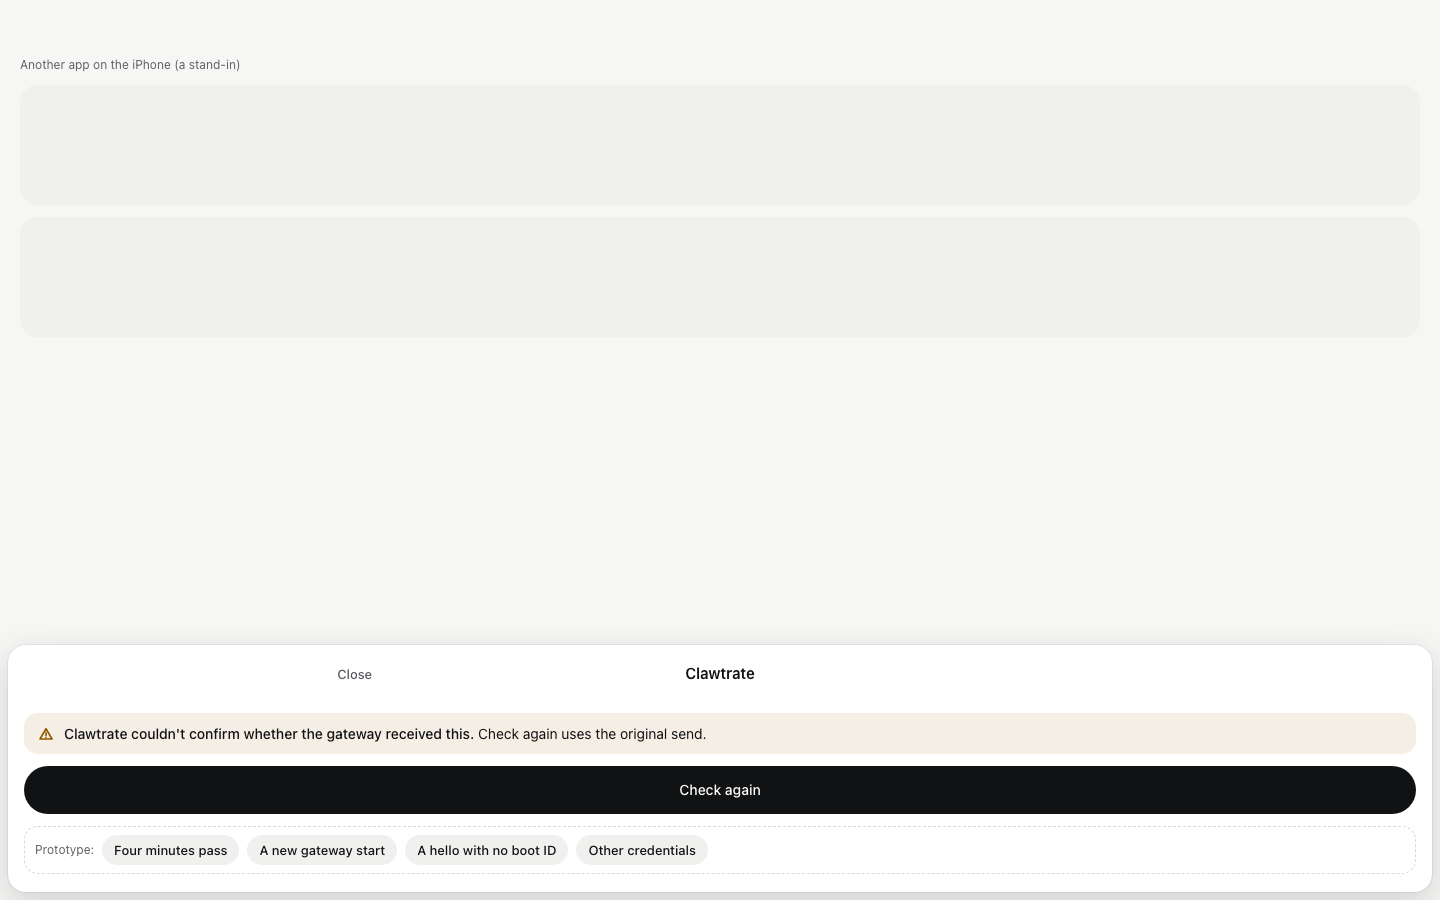 Another app on the iPhone (a stand-in)
Close
Clawtrate
Clawtrate couldn't confirm whether the gateway received this. Check again uses the original send.
Check again
Prototype: Four minutes pass A new gateway start A hello with no boot ID Other credentials